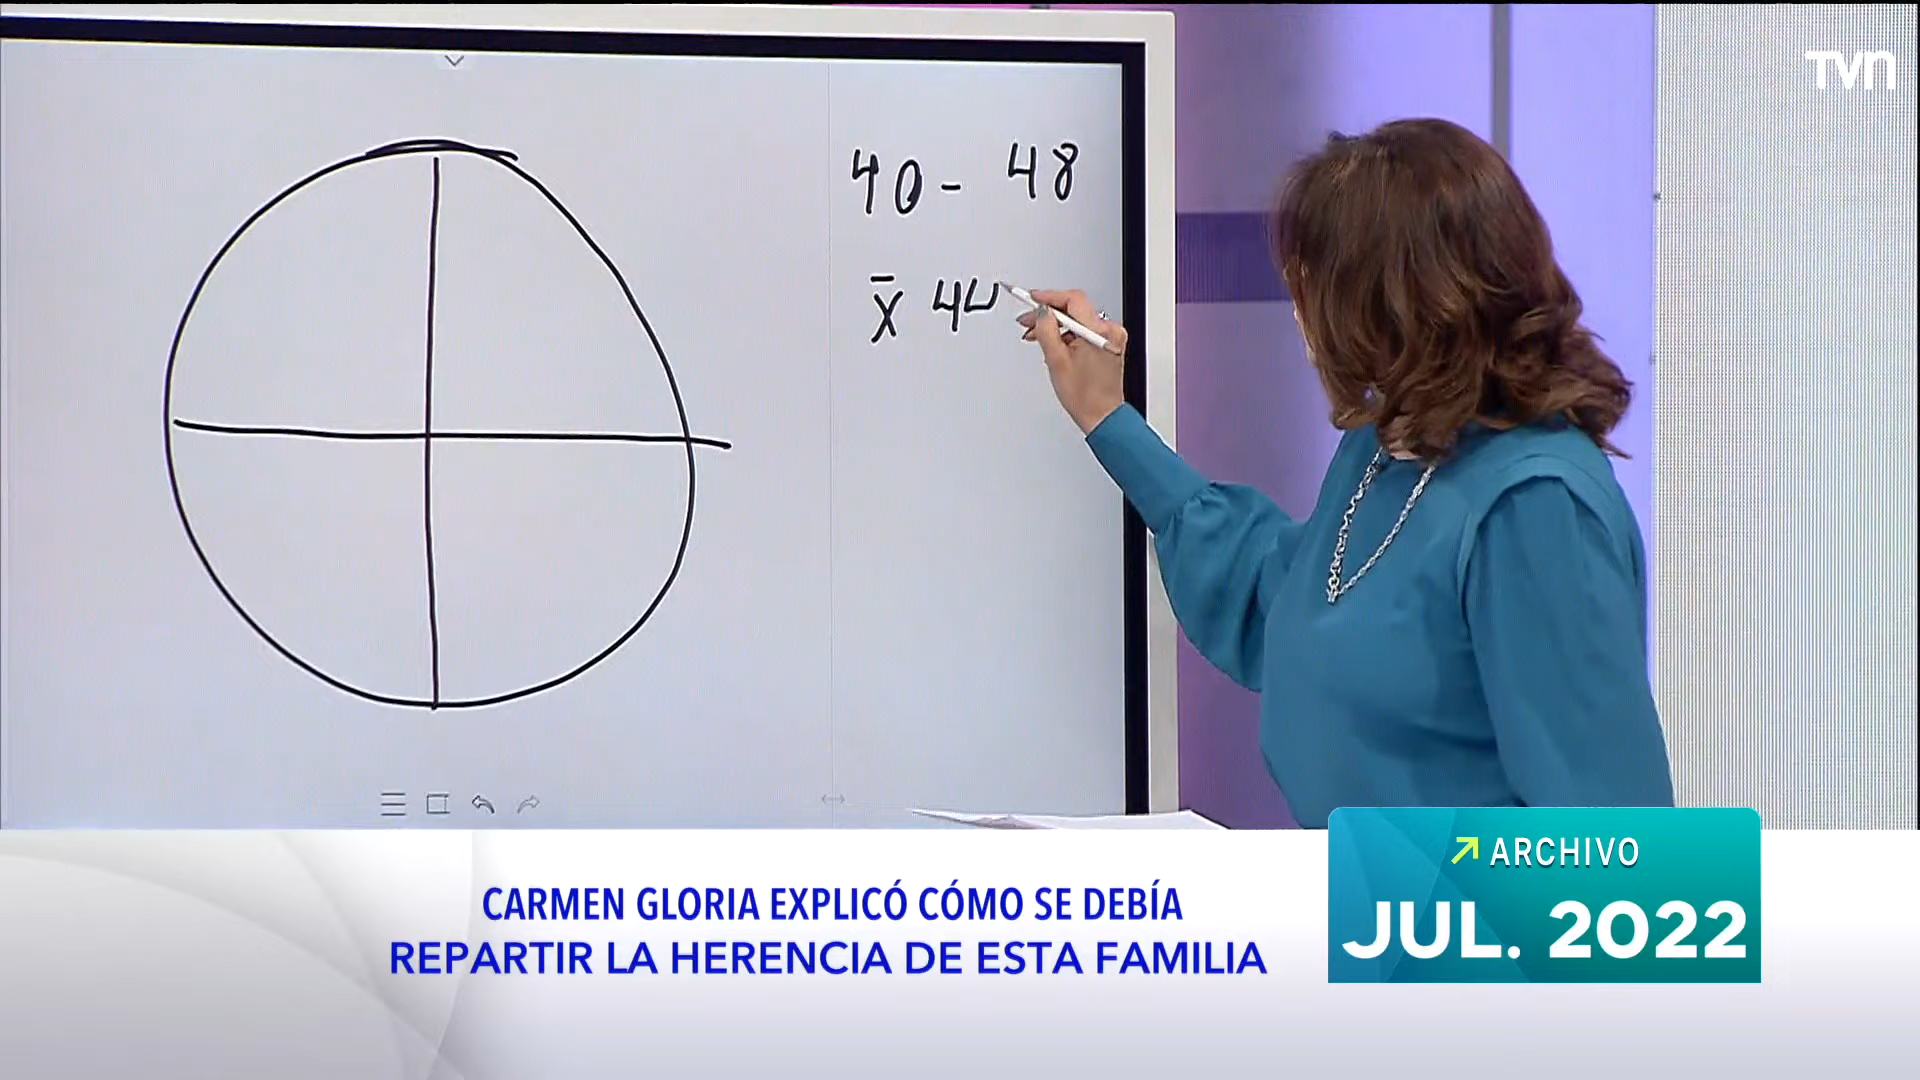 TVN
40 - 48
x̄ 44
ARCHIVO
JUL. 2022
CARMEN GLORIA EXPLICÓ CÓMO SE DEBÍA
REPARTIR LA HERENCIA DE ESTA FAMILIA